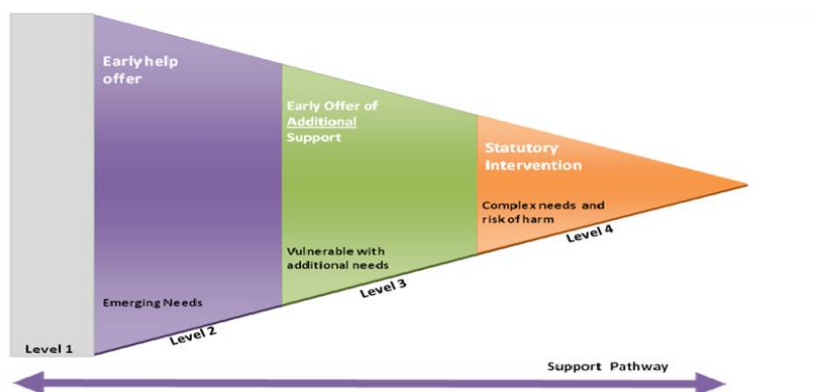 Early help
offer
Early Offer of
Additional
Support
Statutory
Intervention
Complex needs and
risk of harm
Level 4
Vulnerable with
additional needs
Level 3
Emerging Needs
Level 2
Level 1
Support Pathway